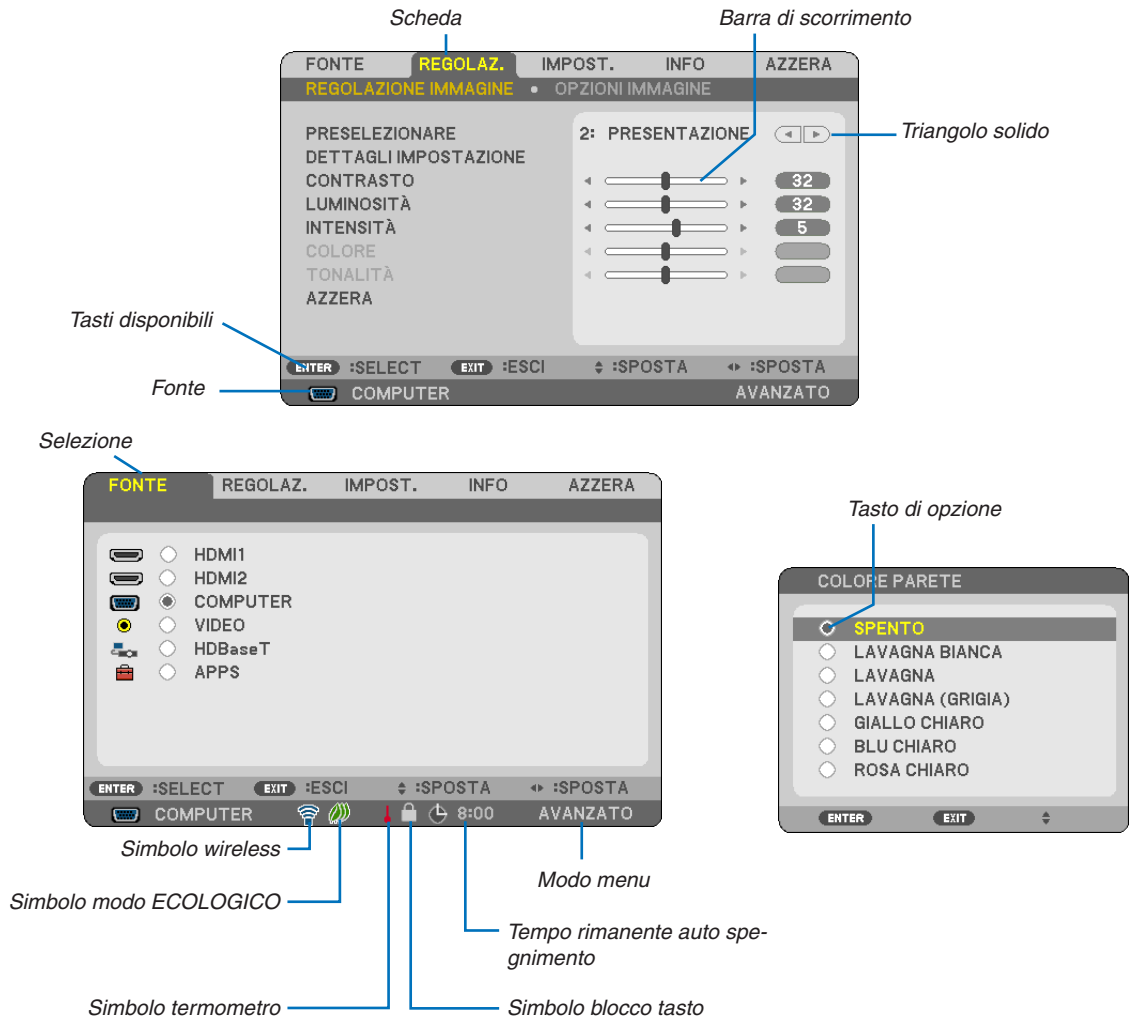 Scheda
Barra di scorrimento
FONTE REGOLAZ. IMPOST. INFO AZZERA
REGOLAZIONE IMMAGINE • OPZIONI IMMAGINE
PRESELEZIONARE 2: PRESENTAZIONE
Triangolo solido
DETTAGLI IMPOSTAZIONE
CONTRASTO 32
LUMINOSITÀ 32
INTENSITÀ 5
COLORE
TONALITÀ
AZZERA
Tasti disponibili
ENTER :SELECT EXIT :ESCI :SPOSTA :SPOSTA
Fonte
COMPUTER AVANZATO
Selezione
FONTE REGOLAZ. IMPOST. INFO AZZERA
HDMI1
HDMI2
COMPUTER
VIDEO
HDBaseT
APPS
ENTER :SELECT EXIT :ESCI :SPOSTA :SPOSTA
COMPUTER 8:00 AVANZATO
Simbolo wireless
Modo menu
Simbolo modo ECOLOGICO
Tempo rimanente auto spe-
gnimento
Simbolo termometro
Simbolo blocco tasto
Tasto di opzione
COLORE PARETE
SPENTO
LAVAGNA BIANCA
LAVAGNA
LAVAGNA (GRIGIA)
GIALLO CHIARO
BLU CHIARO
ROSA CHIARO
ENTER EXIT